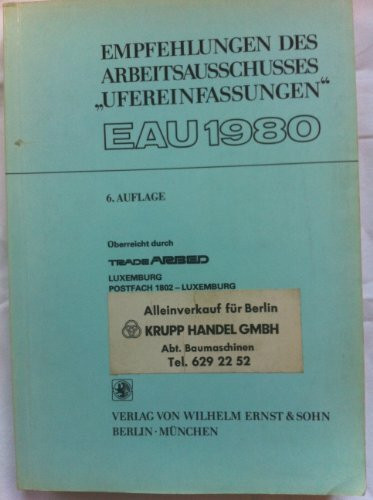 EMPFEHLUNGEN DES
ARBEITSAUSSCHUSSES
„UFEREINFASSUNGEN“
EAU 1980
6. AUFLAGE
Überreicht durch
TRADE ARBED
LUXEMBURG
POSTFACH 1802 – LUXEMBURG
Alleinverkauf für Berlin
KRUPP HANDEL GMBH
Abt. Baumaschinen
Tel. 629 22 52
VERLAG VON WILHELM ERNST & SOHN
BERLIN · MÜNCHEN